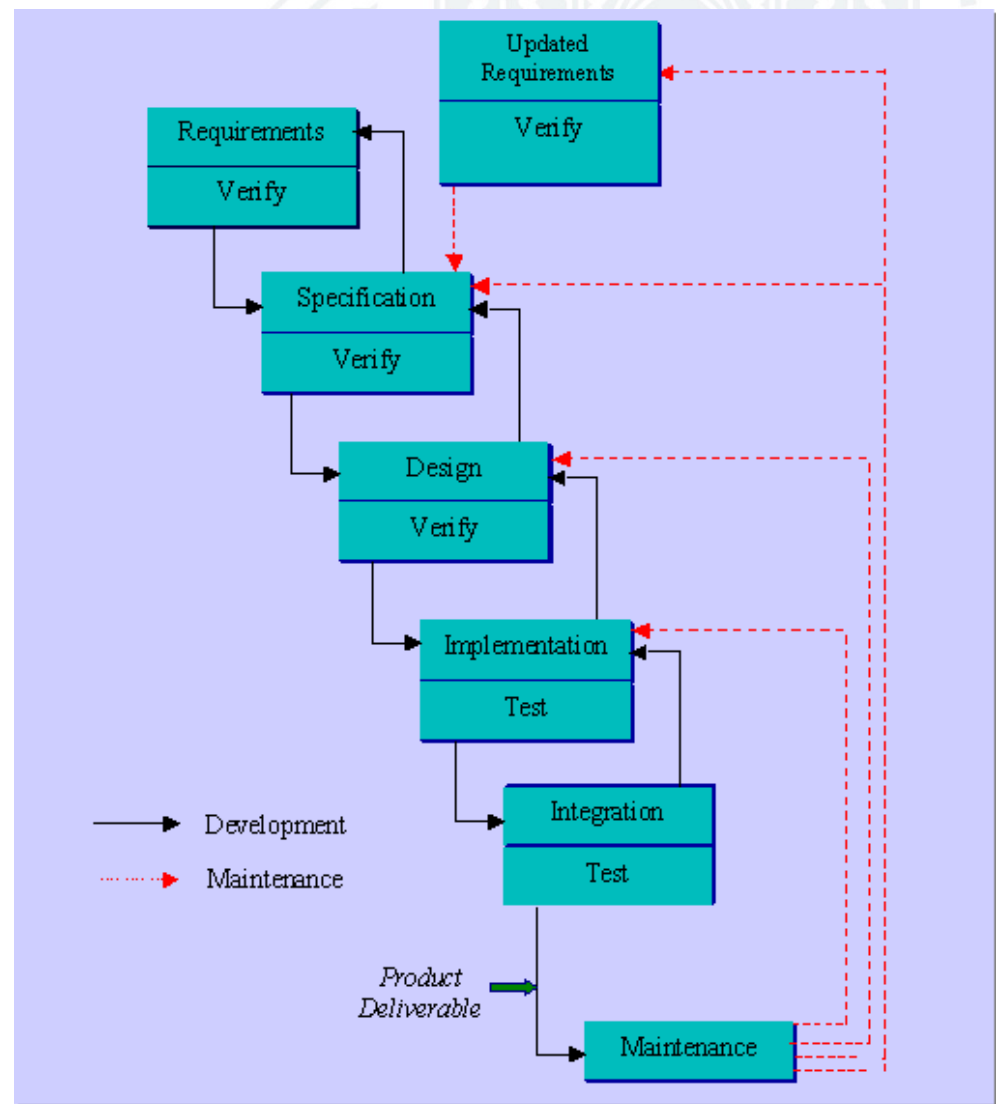 Updated
Requirements
Verify
Requirements
Verify
Specification
Verify
Design
Verify
Implementation
Test
Integration
Test
Development
Maintenance
Product
Deliverable
Maintenance